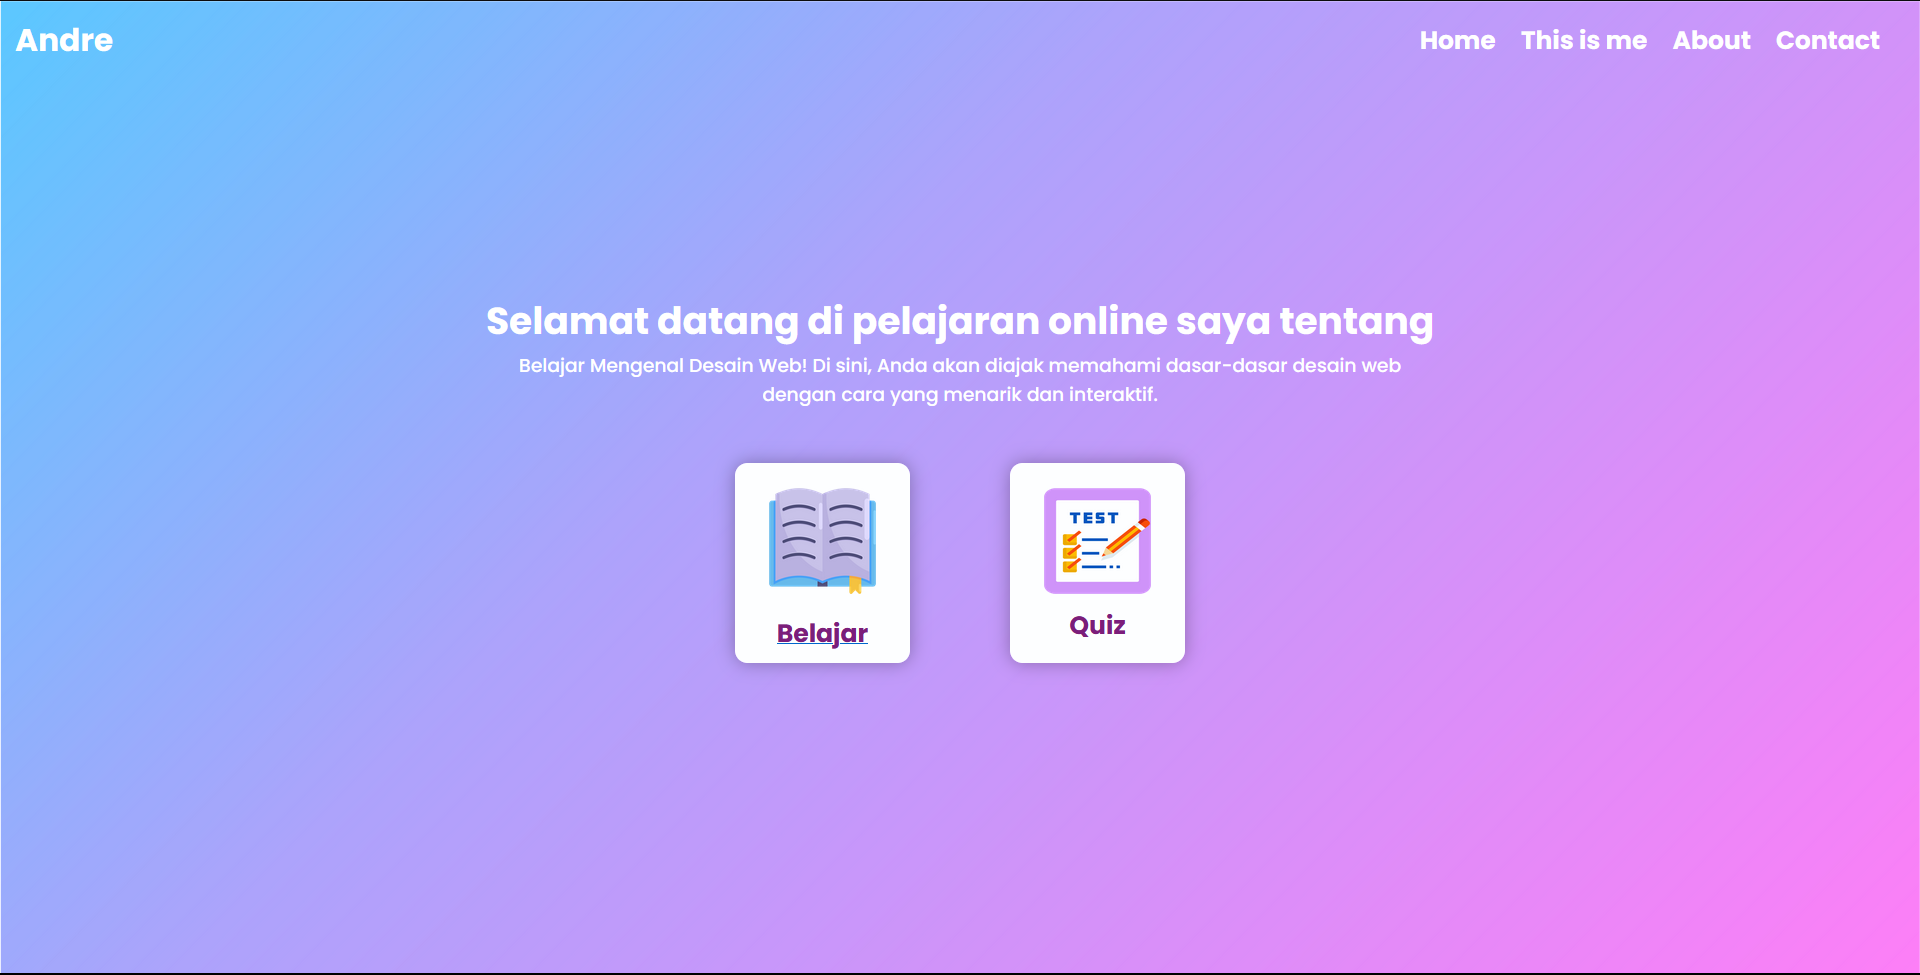 Andre
Home This is me About Contact
Selamat datang di pelajaran online saya tentang
Belajar Mengenal Desain Web! Di sini, Anda akan diajak memahami dasar-dasar desain web
dengan cara yang menarik dan interaktif.
TEST
Belajar
Quiz